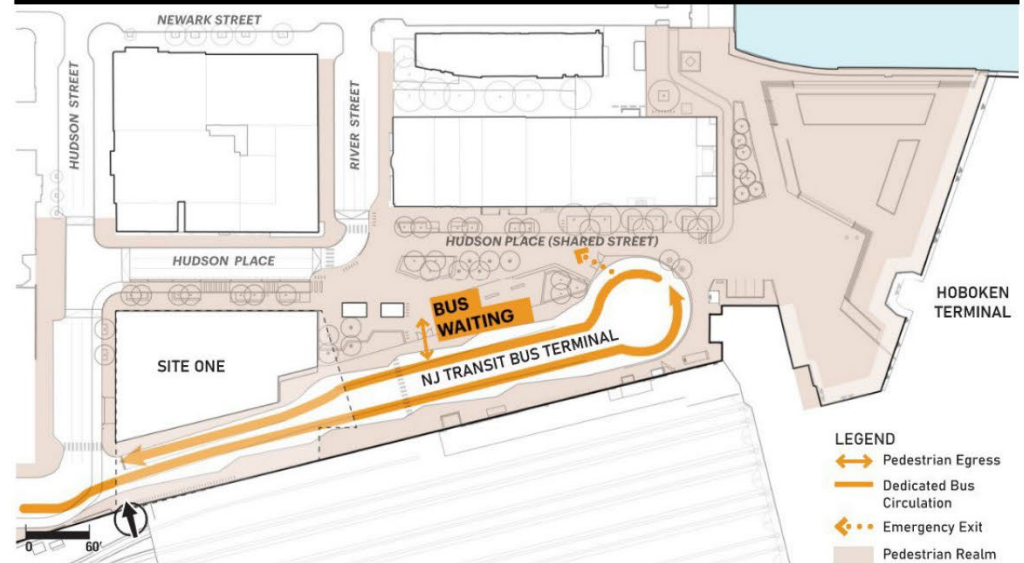 NEWARK STREET
HUDSON STREET
RIVER STREET
HUDSON PLACE (SHARED STREET)
HUDSON PLACE
BUS
WAITING
HOBOKEN
TERMINAL
NJ TRANSIT BUS TERMINAL
SITE ONE
LEGEND
Pedestrian Egress
Dedicated Bus
Circulation
Emergency Exit
Pedestrian Realm
0 60'